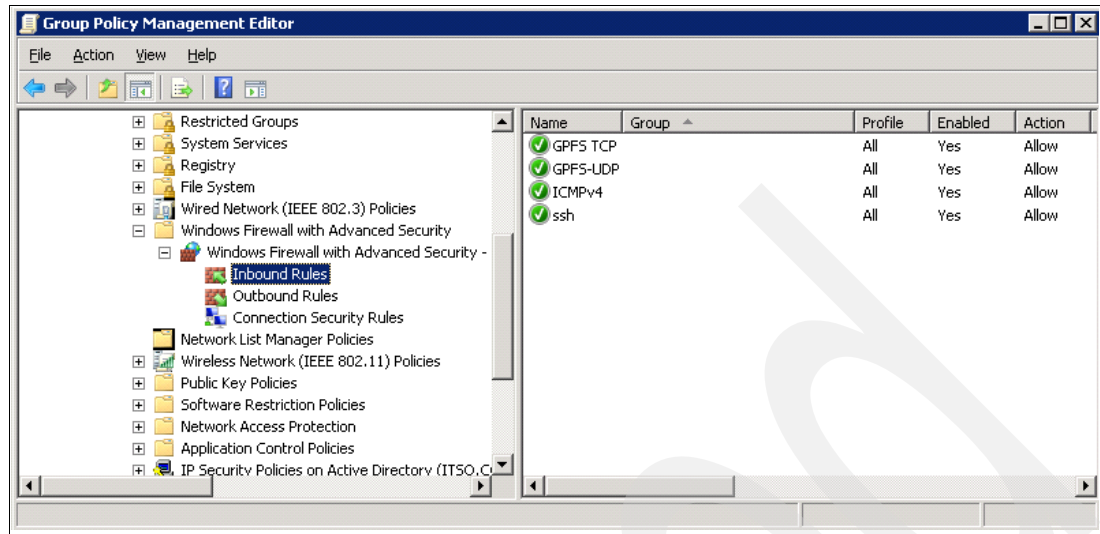 Group Policy Management Editor
File Action View Help
Restricted Groups
System Services
Registry
File System
Wired Network (IEEE 802.3) Policies
Windows Firewall with Advanced Security
Windows Firewall with Advanced Security -
Inbound Rules
Outbound Rules
Connection Security Rules
Network List Manager Policies
Wireless Network (IEEE 802.11) Policies
Public Key Policies
Software Restriction Policies
Network Access Protection
Application Control Policies
IP Security Policies on Active Directory (ITSO.C
Name Group Profile Enabled Action
GPFS TCP All Yes Allow
GPFS-UDP All Yes Allow
ICMPv4 All Yes Allow
ssh All Yes Allow